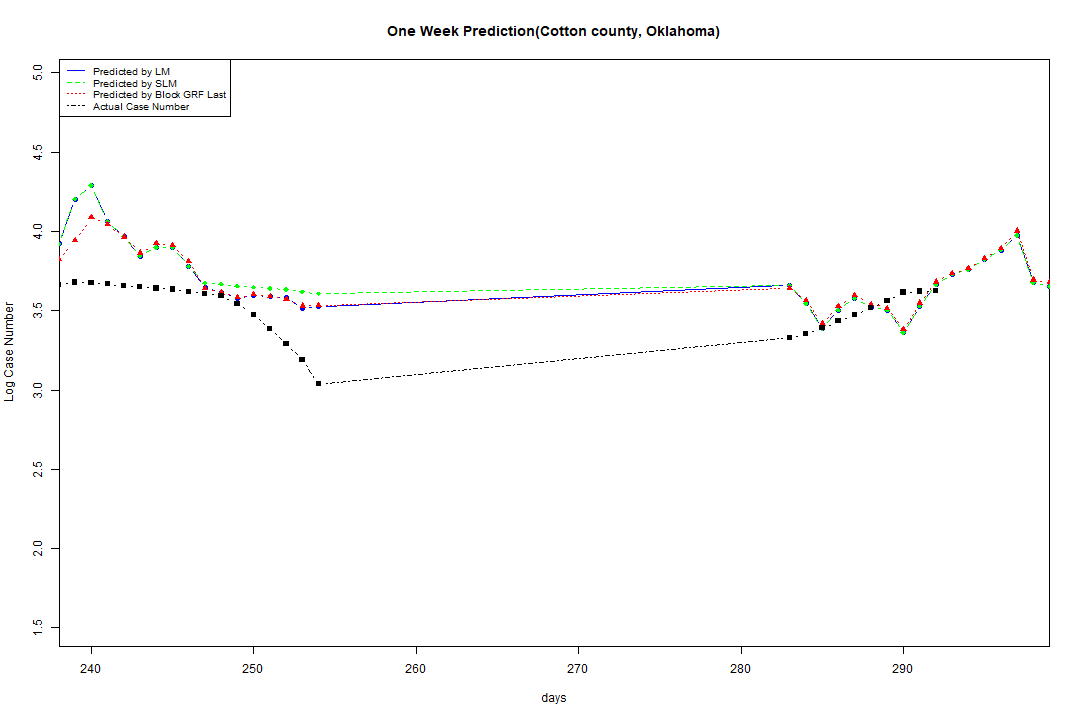 One Week Prediction(Cotton county, Oklahoma)
Predicted by LM
Predicted by SLM
Predicted by Block GRF Last
Actual Case Number
5.0
4.5
4.0
3.5
3.0
2.5
2.0
1.5
Log Case Number
240 250 260 270 280 290
days